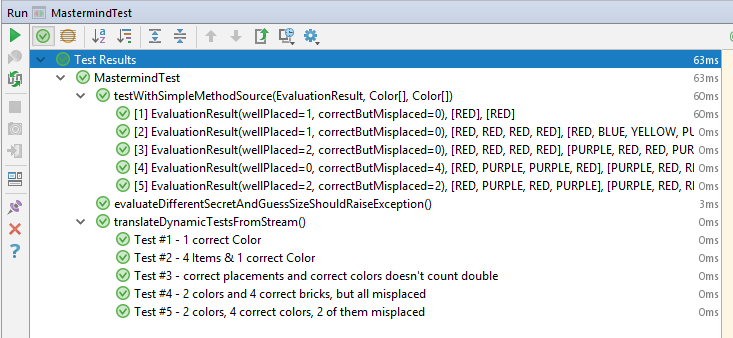 Run MastermindTest
Test Results 63ms
MastermindTest 63ms
testWithSimpleMethodSource(EvaluationResult, Color[], Color[]) 60ms
[1] EvaluationResult(wellPlaced=1, correctButMisplaced=0), [RED], [RED] 60ms
[2] EvaluationResult(wellPlaced=1, correctButMisplaced=0), [RED, RED, RED, RED], [RED, BLUE, YELLOW, PU 0ms
[3] EvaluationResult(wellPlaced=2, correctButMisplaced=0), [RED, RED, RED, RED], [PURPLE, RED, RED, PUR 0ms
[4] EvaluationResult(wellPlaced=0, correctButMisplaced=4), [RED, PURPLE, PURPLE, RED], [PURPLE, RED, RE 0ms
[5] EvaluationResult(wellPlaced=2, correctButMisplaced=2), [RED, PURPLE, RED, PURPLE], [PURPLE, RED, RE 0ms
evaluateDifferentSecretAndGuessSizeShouldRaiseException() 3ms
translateDynamicTestsFromStream() 0ms
Test #1 - 1 correct Color 0ms
Test #2 - 4 Items & 1 correct Color 0ms
Test #3 - correct placements and correct colors doesn't count double 0ms
Test #4 - 2 colors and 4 correct bricks, but all misplaced 0ms
Test #5 - 2 colors, 4 correct colors, 2 of them misplaced 0ms